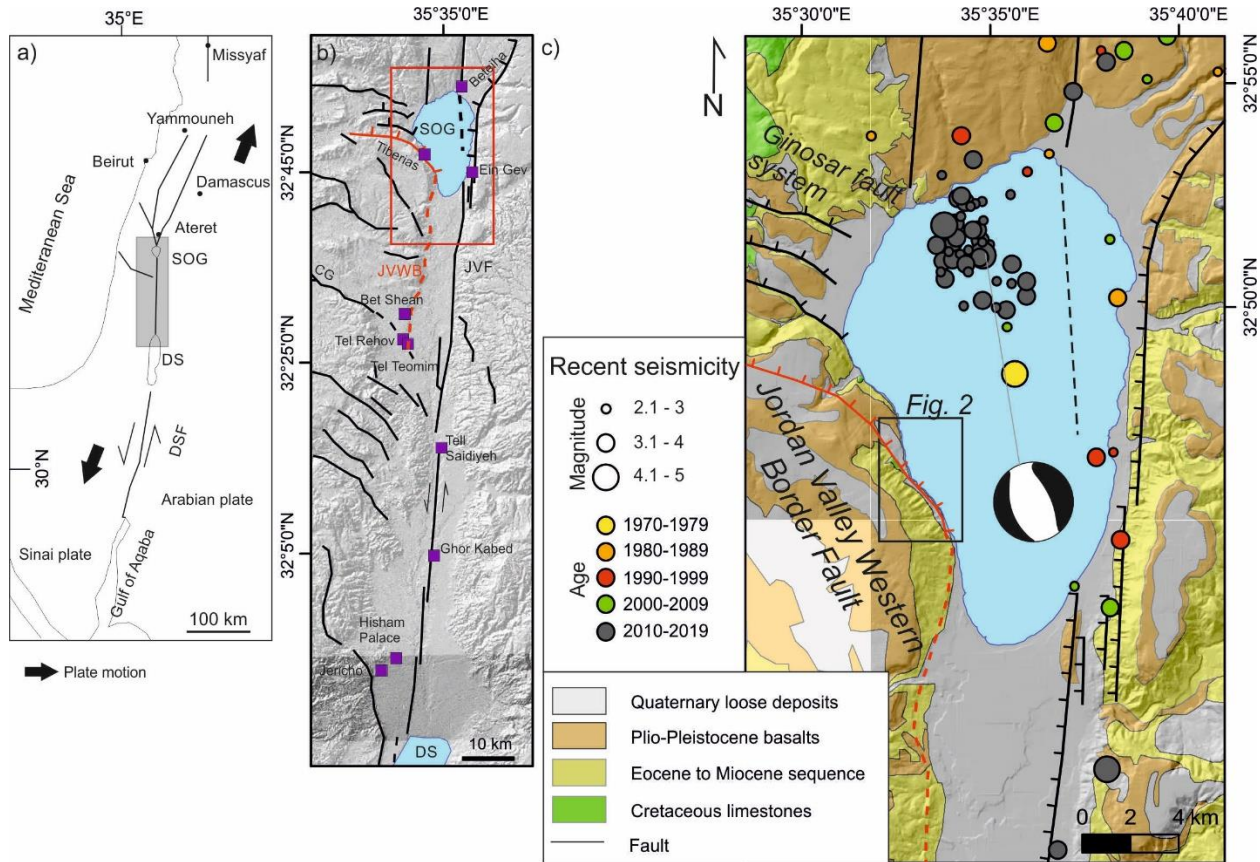 35°E
a)
Missyaf
Yammouneh
Beirut
Damascus
Mediteranean Sea
Ateret
SOG
DS
DSF
30°N
Arabian plate
Sinai plate
Gulf of Aqaba
100 km
Plate motion
35°35'0"E
b)
Beteiha
SOG
Tiberias
Ein Gev
32°45'0"N
JVWB
JVF
CG
Bet Shean
Tel Rehov
Tel Teomim
32°25'0"N
Tell
Saidiyeh
Ghor Kabed
32°5'0"N
Hisham
Palace
Jericho
DS
10 km
c)
N
35°30'0"E
35°35'0"E
35°40'0"E
32°55'0"N
32°50'0"N
Ginosar fault
system
Fig. 2
Jordan Valley Western
Border Fault
0 2 4 km
Recent seismicity
Magnitude
2.1 - 3
3.1 - 4
4.1 - 5
Age
1970-1979
1980-1989
1990-1999
2000-2009
2010-2019
Quaternary loose deposits
Plio-Pleistocene basalts
Eocene to Miocene sequence
Cretaceous limestones
Fault